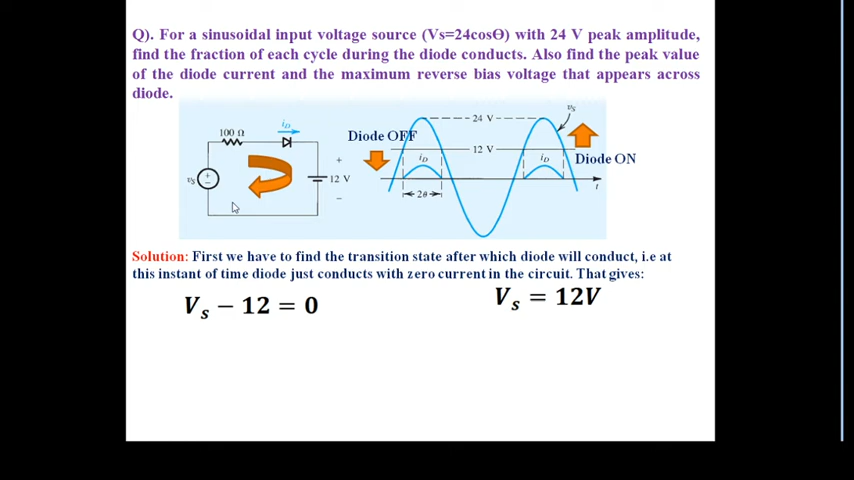 Q). For a sinusoidal input voltage source (Vs=24cosϴ) with 24 V peak amplitude,
find the fraction of each cycle during the diode conducts. Also find the peak value
of the diode current and the maximum reverse bias voltage that appears across
diode.
100 Ω
iD
vS
+
−
+
12 V
−
Diode OFF
24 V
12 V
iD
iD
2θ
vS
t
Diode ON
Solution: First we have to find the transition state after which diode will conduct, i.e at
this instant of time diode just conducts with zero current in the circuit. That gives:
Vs − 12 = 0
Vs = 12V